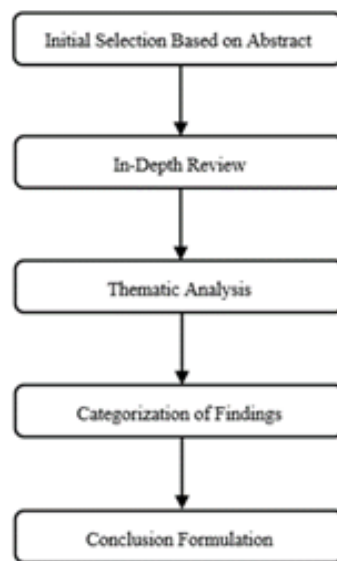 Initial Selection Based on Abstract
In-Depth Review
Thematic Analysis
Categorization of Findings
Conclusion Formulation